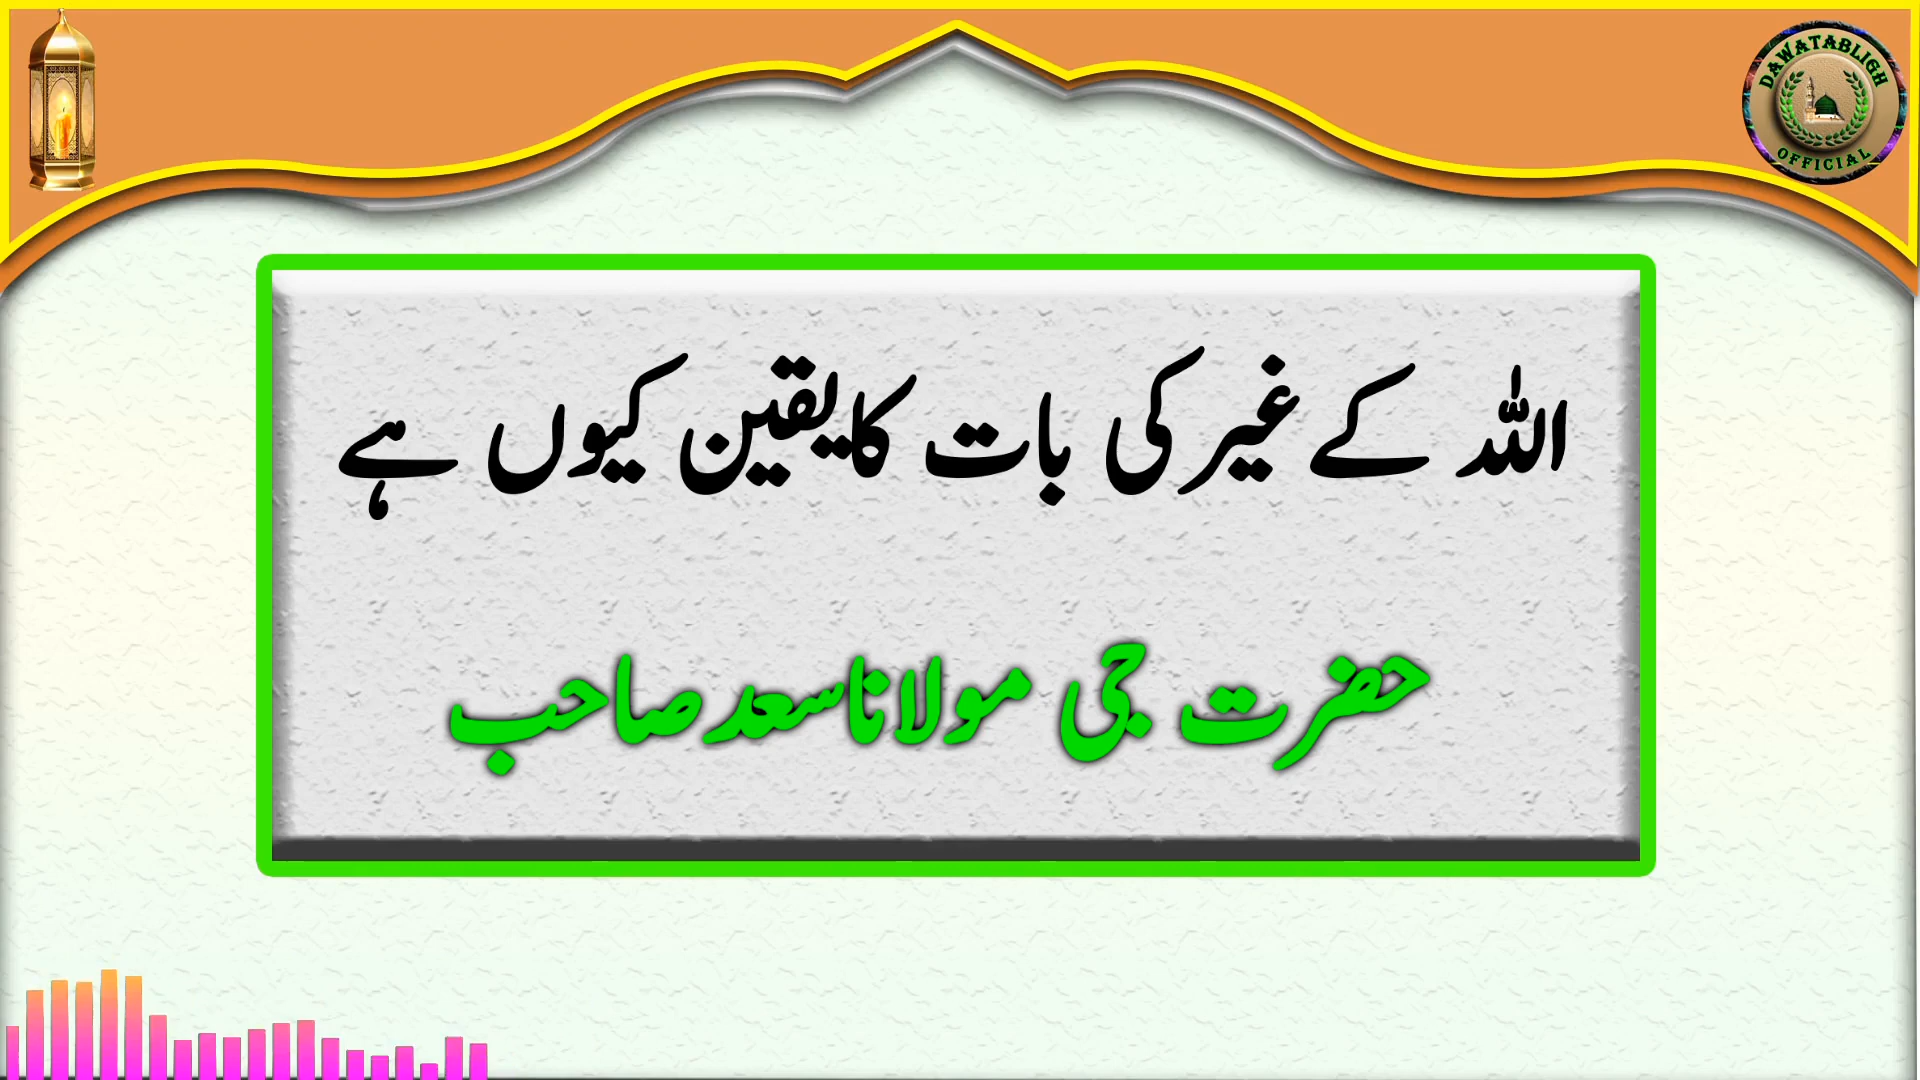 DAWATABLIGH
OFFICIAL
اللہ کے غیر کی بات کا یقین کیوں ہے
حضرت جی مولانا سعد صاحب